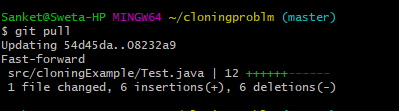 Sanket@Sweta-HP MINGW64 ~/cloningproblm (master)
$ git pull
Updating 54d45da..08232a9
Fast-forward
 src/cloningExample/Test.java | 12 ++++++------
 1 file changed, 6 insertions(+), 6 deletions(-)